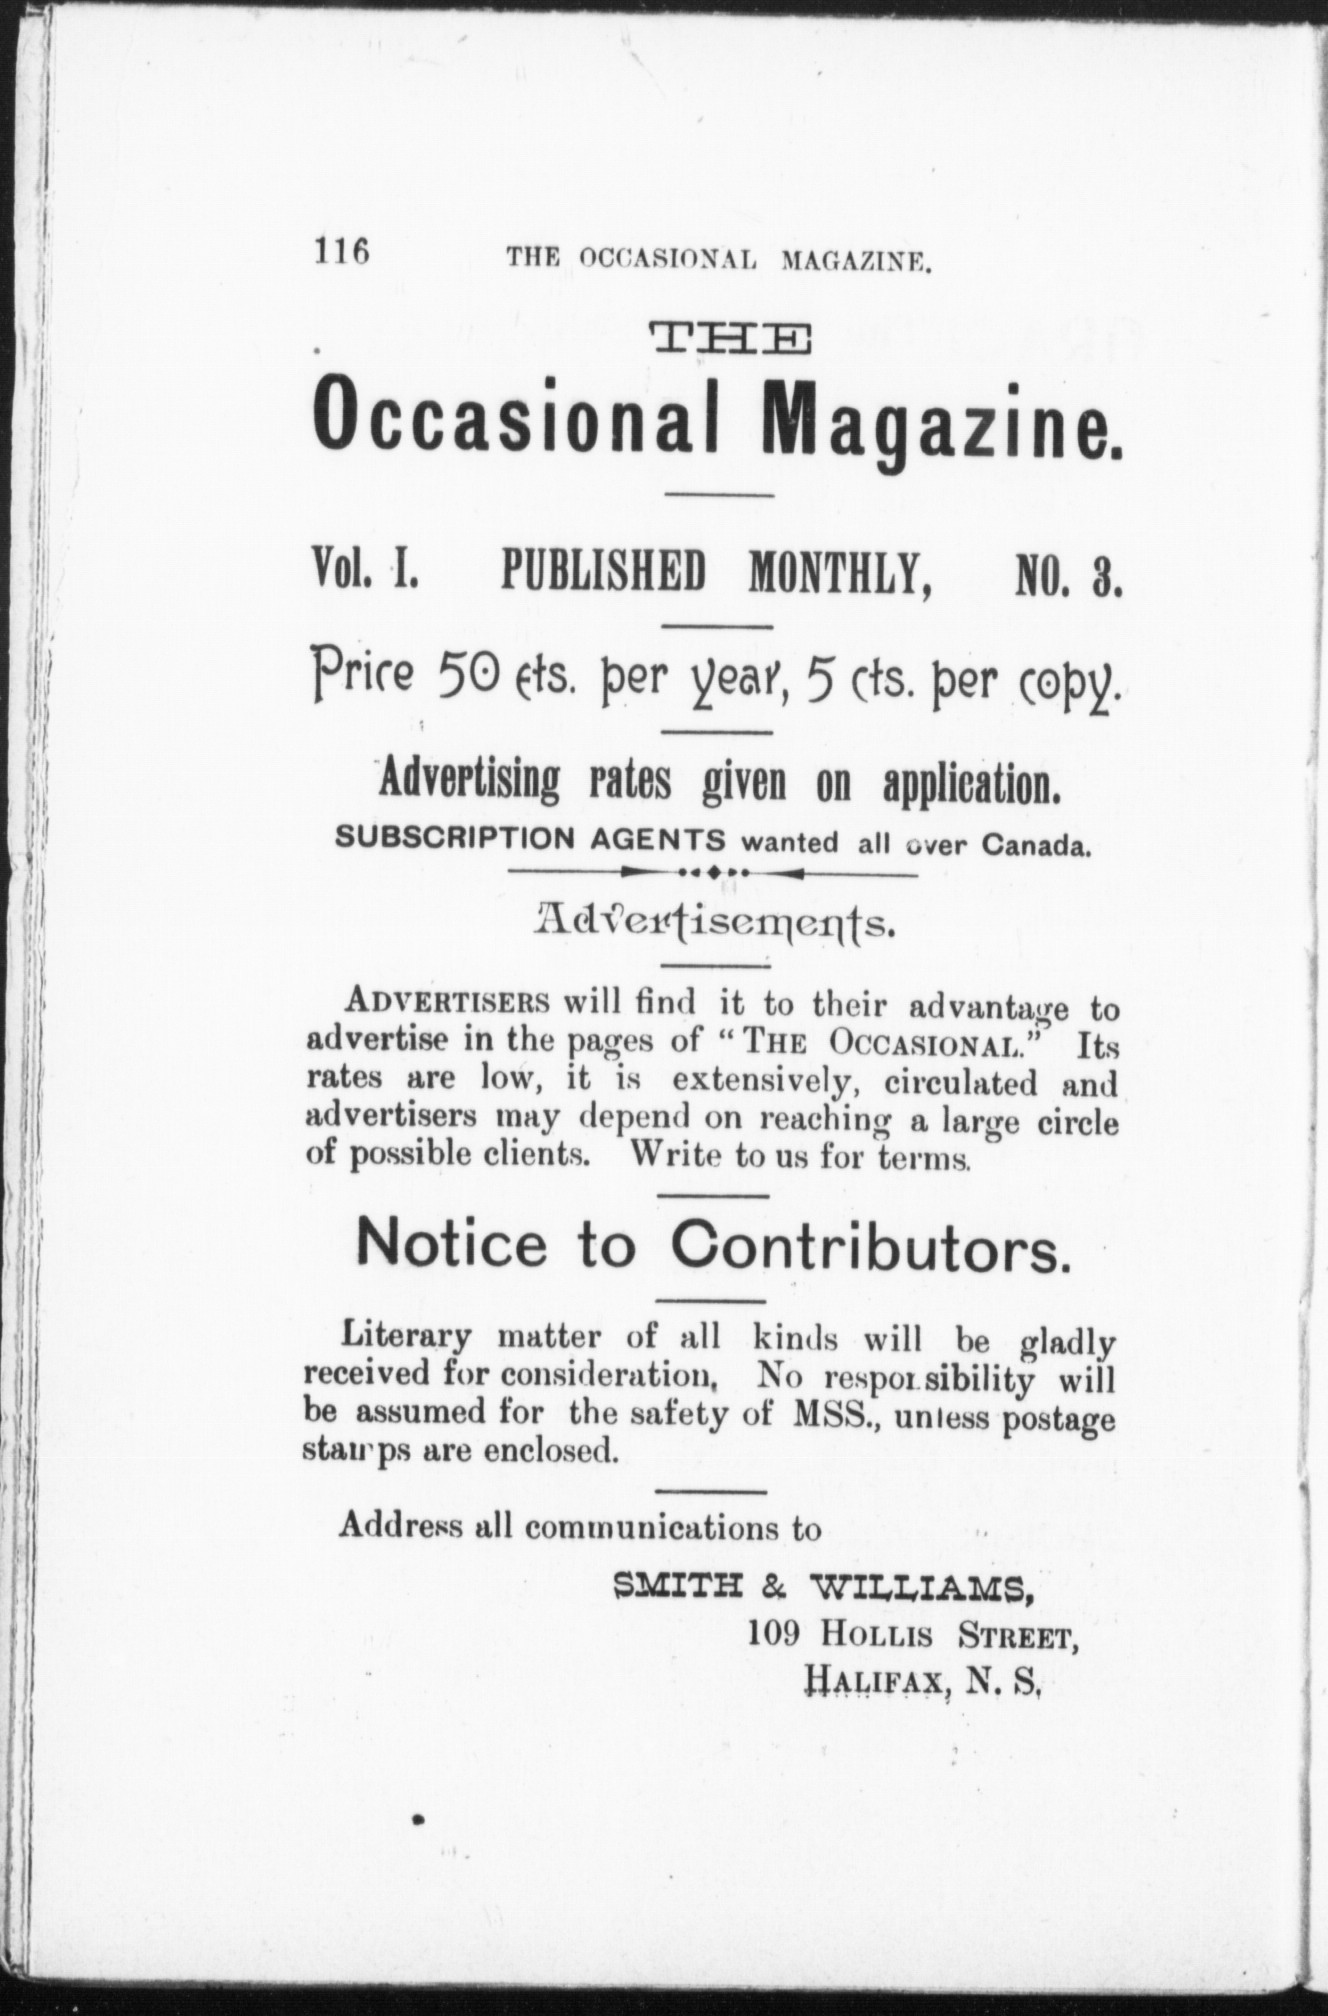 116 THE OCCASIONAL MAGAZINE.
THE
Occasional Magazine.
Vol. I. PUBLISHED MONTHLY, NO. 3.
Price 50 cts. per year, 5 cts. per copy.
Advertising rates given on application.
SUBSCRIPTION AGENTS wanted all over Canada.
Advertisements.
ADVERTISERS will find it to their advantage to
advertise in the pages of "THE OCCASIONAL." Its
rates are low, it is extensively, circulated and
advertisers may depend on reaching a large circle
of possible clients. Write to us for terms.
Notice to Contributors.
Literary matter of all kinds will be gladly
received for consideration, No responsibility will
be assumed for the safety of MSS., unless postage
stamps are enclosed.
Address all communications to
SMITH & WILLIAMS,
109 HOLLIS STREET,
HALIFAX, N. S.